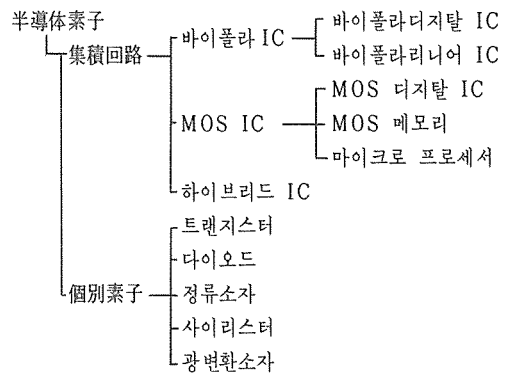 半導体素子
集積回路
바이폴라 IC
바이폴라디지탈 IC
바이폴라리니어 IC
MOS IC
MOS 디지탈 IC
MOS 메모리
마이크로 프로세서
하이브리드 IC
個別素子
트랜지스터
다이오드
정류소자
사이리스터
광변환소자